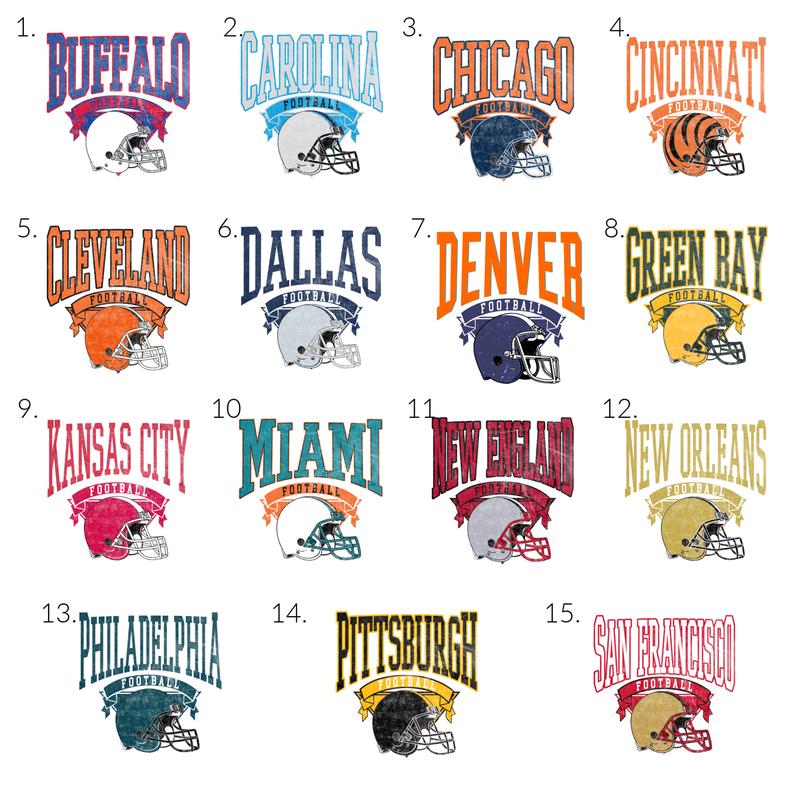 1. BUFFALO
FOOTBALL
2. CAROLINA
FOOTBALL
3. CHICAGO
FOOTBALL
4. CINCINNATI
FOOTBALL
5. CLEVELAND
FOOTBALL
6. DALLAS
FOOTBALL
7. DENVER
FOOTBALL
8. GREEN BAY
FOOTBALL
9. KANSAS CITY
FOOTBALL
10 MIAMI
FOOTBALL
11 NEW ENGLAND
FOOTBALL
12. NEW ORLEANS
FOOTBALL
13. PHILADELPHIA
FOOTBALL
14. PITTSBURGH
FOOTBALL
15. SAN FRANCISCO
FOOTBALL